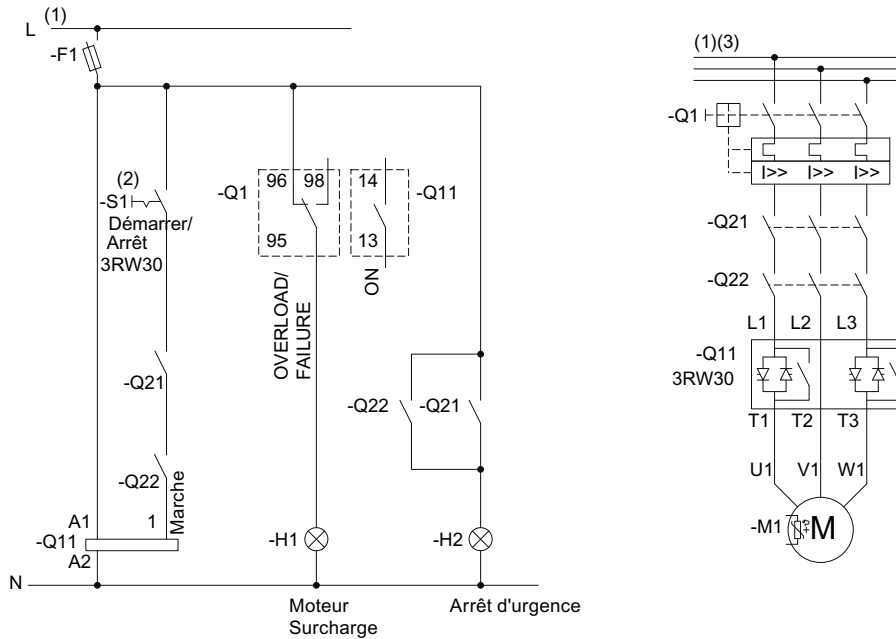 L (1)
-F1
(2)
-S1
Démarrer/
Arrêt
3RW30
-Q1
96 98
95
OVERLOAD/
FAILURE
14
13
-Q11
ON
-Q21
-Q22
Marche
-Q22 -Q21
A1 1
-Q11
A2
-H1
-H2
N
Moteur
Surcharge
Arrêt d'urgence
(1)(3)
-Q1
I>> I>> I>>
-Q21
-Q22
L1 L2 L3
-Q11
3RW30
T1 T2 T3
U1 V1 W1
-M1
M